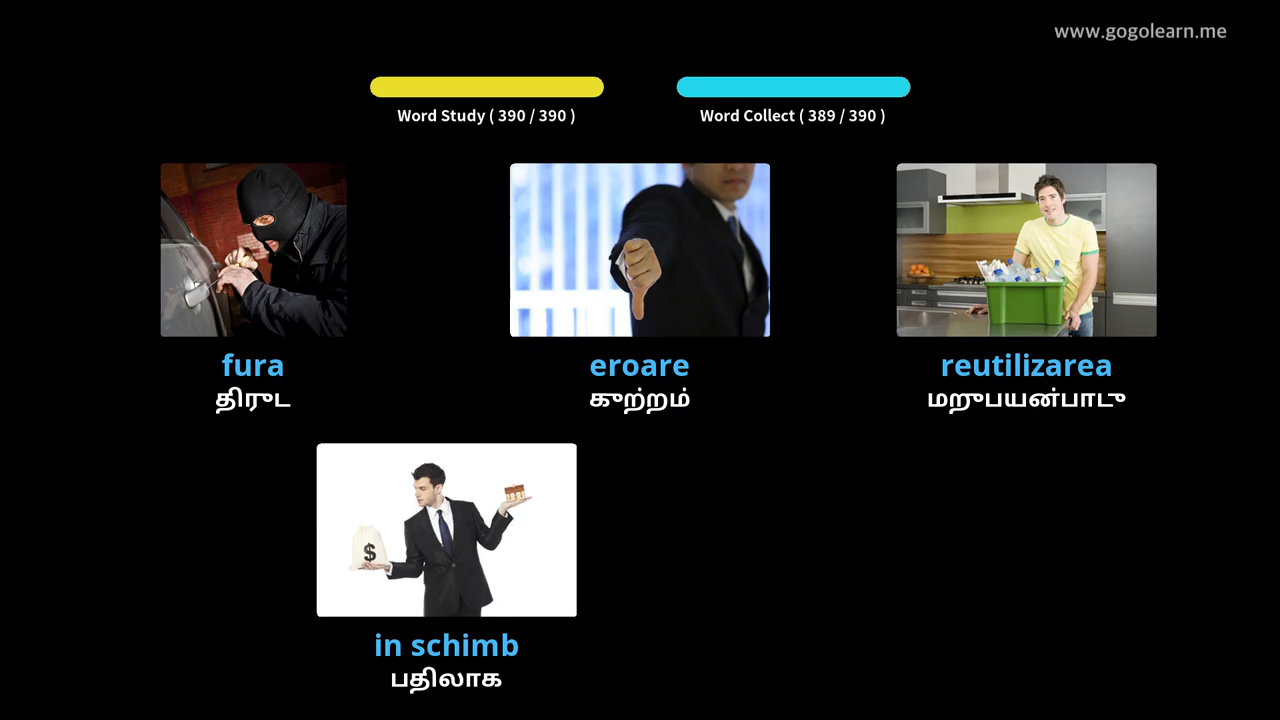 www.gogolearn.me
Word Study ( 390 / 390 )
Word Collect ( 389 / 390 )
fura
திருட
eroare
குற்றம்
reutilizarea
மறுபயன்பாடு
in schimb
பதிலாக